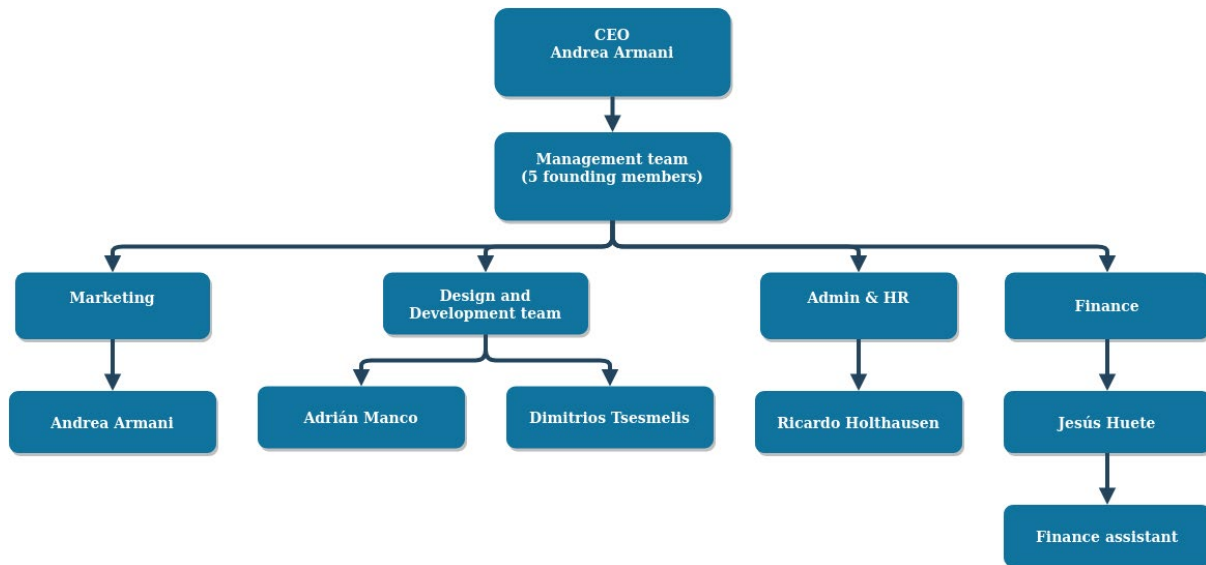 CEO
Andrea Armani
Management team
(5 founding members)
Marketing
Design and
Development team
Admin & HR
Finance
Andrea Armani
Adrián Manco
Dimitrios Tsesmelis
Ricardo Holthausen
Jesús Huete
Finance assistant